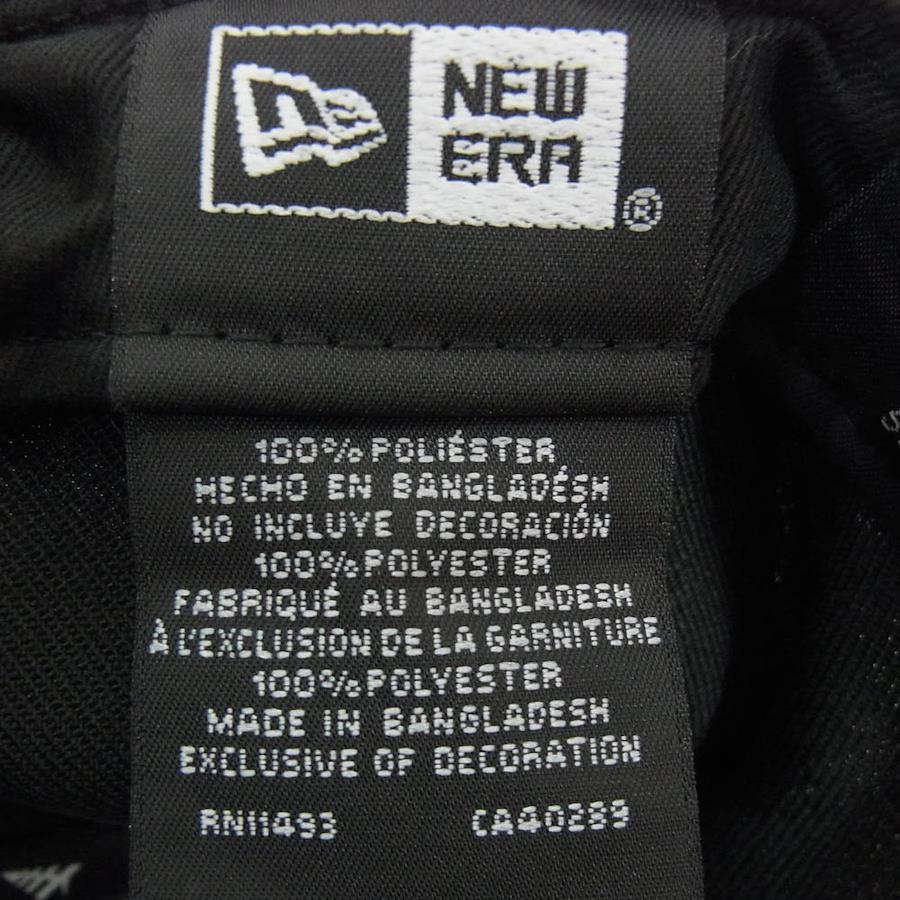 NEW
ERA
®
100% POLIÉSTER
HECHO EN BANGLADÉSH
NO INCLUYE DECORACIÓN
100% POLYESTER
FABRIQUÉ AU BANGLADESH
À L'EXCLUSION DE LA GARNITURE
100% POLYESTER
MADE IN BANGLADESH
EXCLUSIVE OF DECORATION
RN11493 CA40289